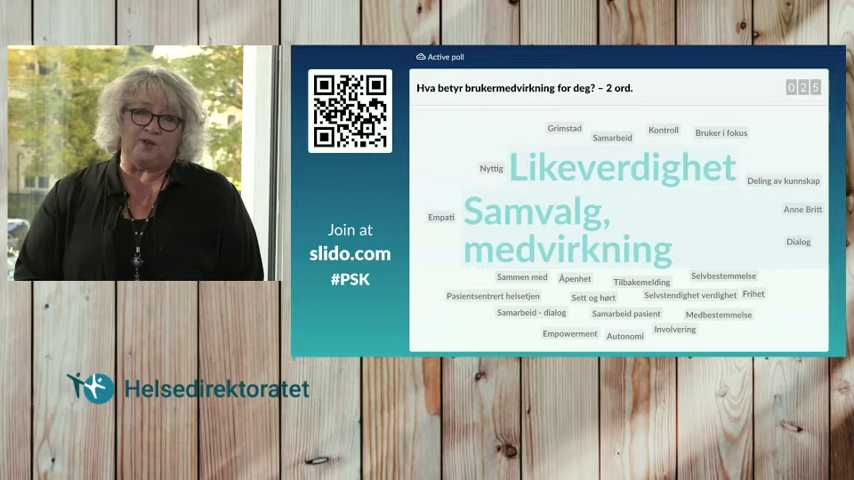 Active poll
Hva betyr brukermedvirkning for deg? – 2 ord.
025
Join at
slido.com
#PSK
Grimstad
Samarbeid
Kontroll
Bruker i fokus
Nyttig
Likeverdighet
Deling av kunnskap
Empati
Samvalg,
medvirkning
Anne Britt
Dialog
Sammen med
Åpenhet
Tilbakemelding
Selvbestemmelse
Pasientsentrert helsetjen
Sett og hørt
Selvstendighet verdighet
Frihet
Samarbeid - dialog
Samarbeid pasient
Medbestemmelse
Empowerment
Autonomi
Involvering
Helsedirektoratet